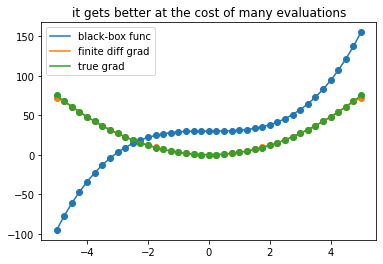 it gets better at the cost of many evaluations
black-box func
finite diff grad
true grad
150
100
50
0
−50
−100
−4
−2
0
2
4